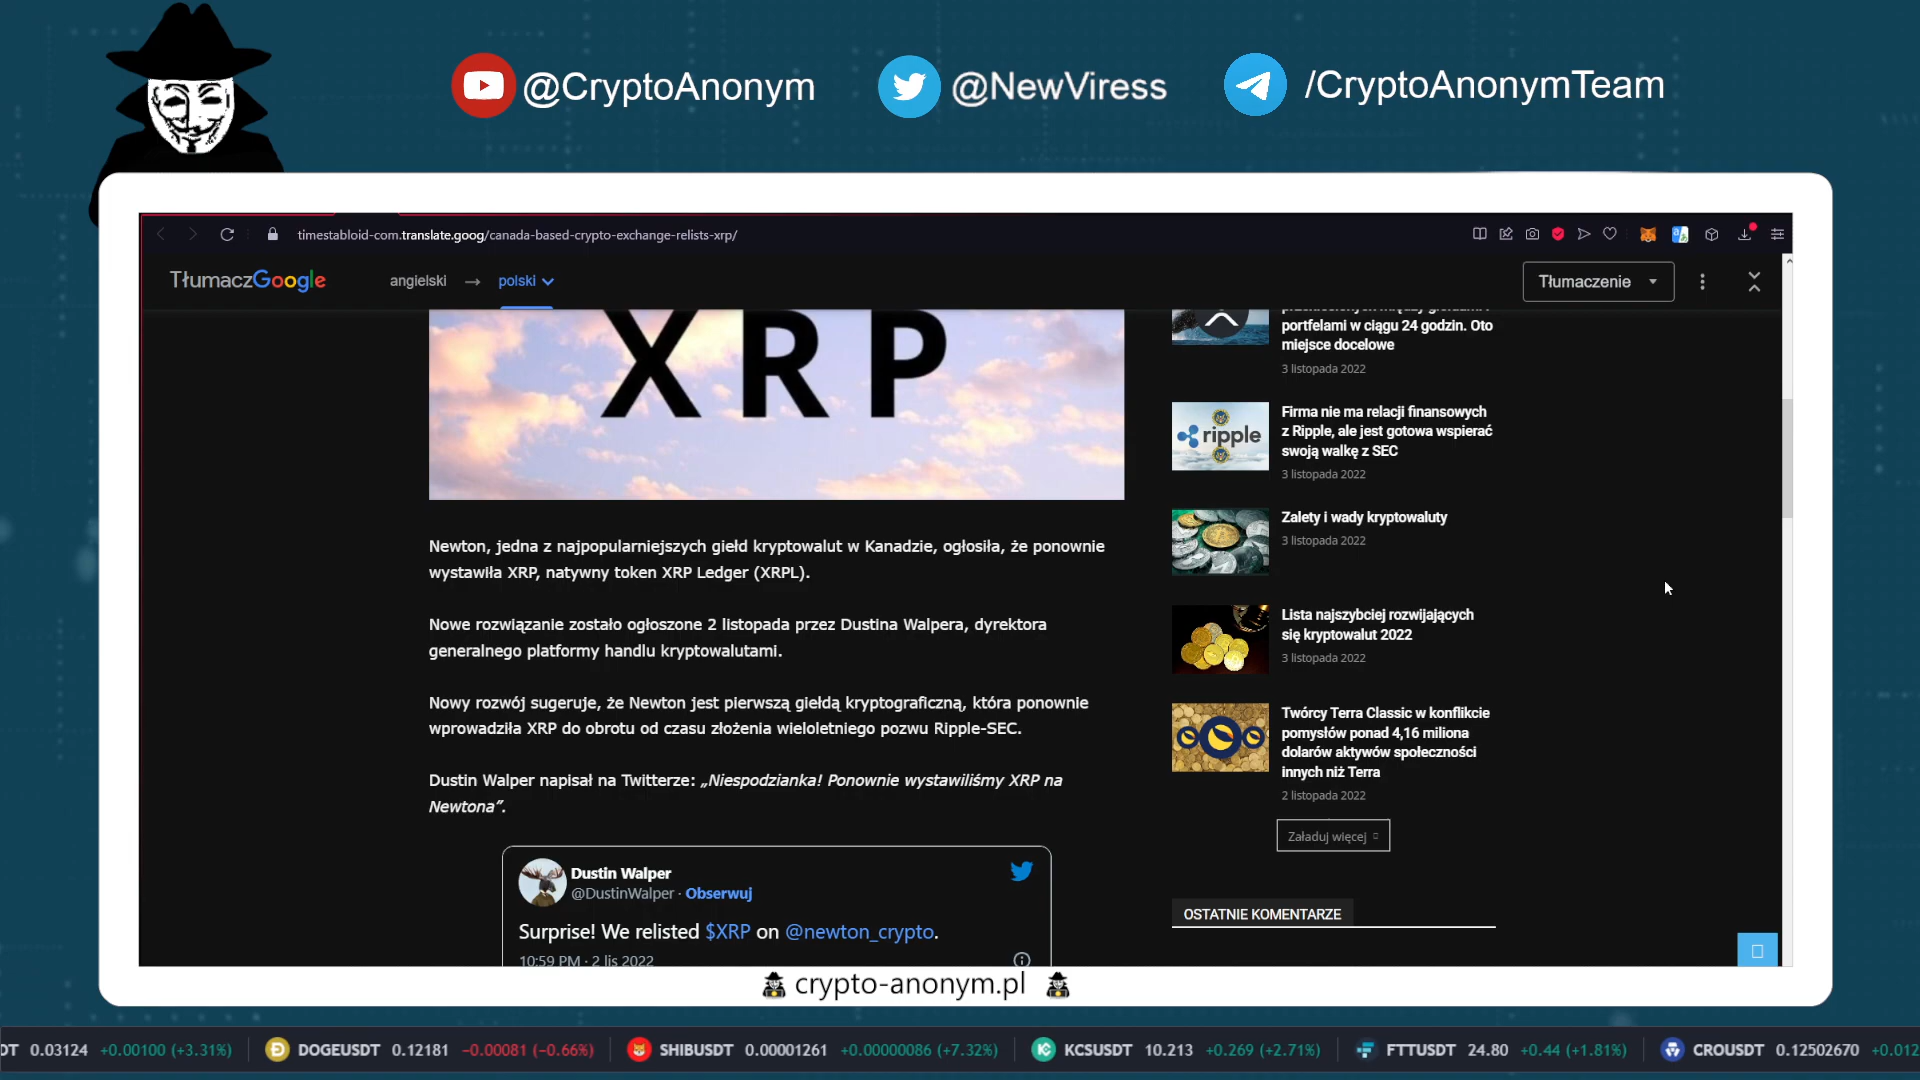 @CryptoAnonym
@NewViress
/CryptoAnonymTeam
timestabloid-com.translate.goog/canada-based-crypto-exchange-relists-xrp/
TłumaczGoogle
angielski → polski
Tłumaczenie
XRP
Newton, jedna z najpopularniejszych giełd kryptowalut w Kanadzie, ogłosiła, że ponownie
wystawiła XRP, natywny token XRP Ledger (XRPL).
Nowe rozwiązanie zostało ogłoszone 2 listopada przez Dustina Walpera, dyrektora
generalnego platformy handlu kryptowalutami.
Nowy rozwój sugeruje, że Newton jest pierwszą giełdą kryptograficzną, która ponownie
wprowadziła XRP do obrotu od czasu złożenia wieloletniego pozwu Ripple-SEC.
Dustin Walper napisał na Twitterze: „Niespodzianka! Ponownie wystawiliśmy XRP na
Newtona”.
Dustin Walper
@DustinWalper · Obserwuj
Surprise! We relisted $XRP on @newton_crypto.
10:59 PM · 2 lis 2022
portfelami w ciągu 24 godzin. Oto
miejsce docelowe
3 listopada 2022
ripple
Firma nie ma relacji finansowych
z Ripple, ale jest gotowa wspierać
swoją walkę z SEC
3 listopada 2022
Zalety i wady kryptowaluty
3 listopada 2022
Lista najszybciej rozwijających
się kryptowalut 2022
3 listopada 2022
Twórcy Terra Classic w konflikcie
pomysłów ponad 4,16 miliona
dolarów aktywów społeczności
innych niż Terra
2 listopada 2022
Załaduj więcej
OSTATNIE KOMENTARZE
crypto-anonym.pl
DT 0.03124 +0.00100 (+3.31%) DOGEUSDT 0.12181 −0.00081 (−0.66%) SHIBUSDT 0.00001261 +0.00000086 (+7.32%) KCSUSDT 10.213 +0.269 (+2.71%) FTTUSDT 24.80 +0.44 (+1.81%) CROUSDT 0.12502670 +0.012